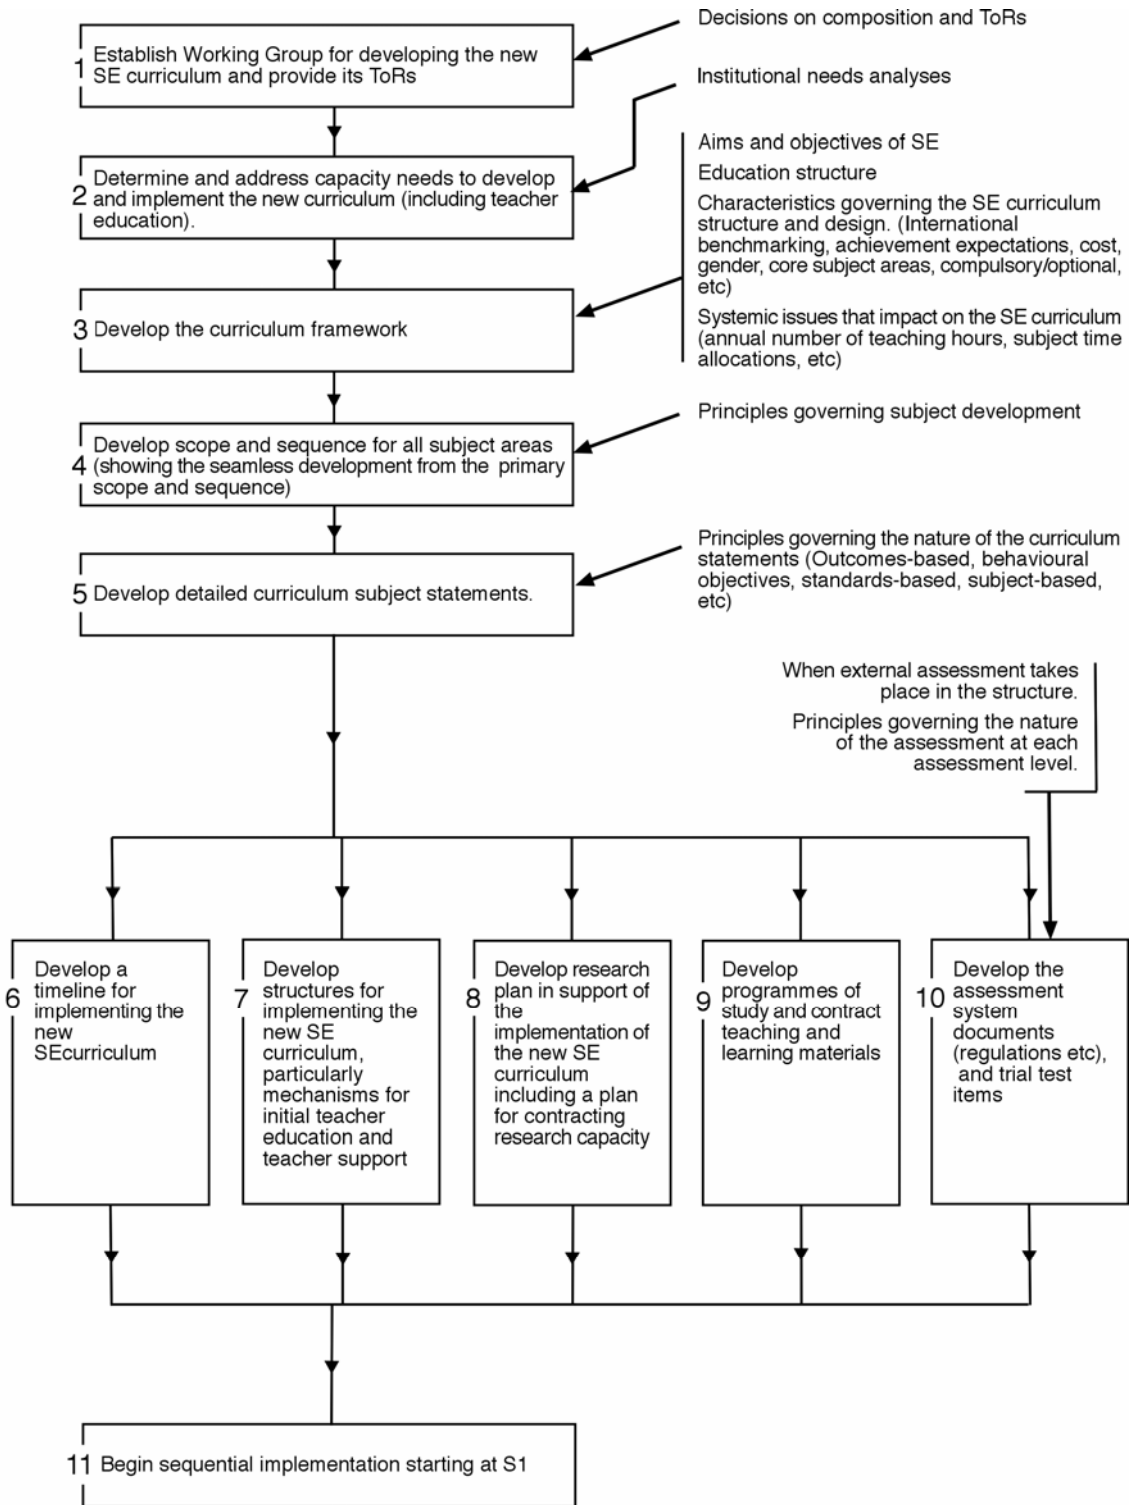 Decisions on composition and ToRs
1 Establish Working Group for developing the new
SE curriculum and provide its ToRs
Institutional needs analyses
2 Determine and address capacity needs to develop
and implement the new curriculum (including teacher
education).
Aims and objectives of SE
Education structure
Characteristics governing the SE curriculum
structure and design. (International
benchmarking, achievement expectations, cost,
gender, core subject areas, compulsory/optional,
etc)
Systemic issues that impact on the SE curriculum
(annual number of teaching hours, subject time
allocations, etc)
3 Develop the curriculum framework
Principles governing subject development
4 Develop scope and sequence for all subject areas
(showing the seamless development from the primary
scope and sequence)
Principles governing the nature of the curriculum
statements (Outcomes-based, behavioural
objectives, standards-based, subject-based,
etc)
5 Develop detailed curriculum subject statements.
When external assessment takes
place in the structure.
Principles governing the nature
of the assessment at each
assessment level.
6 Develop a
timeline for
implementing the
new
SEcurriculum
7 Develop
structures for
implementing the
new SE
curriculum,
particularly
mechanisms for
initial teacher
education and
teacher support
8 Develop research
plan in support of
the
implementation of
the new SE
curriculum
including a plan
for contracting
research capacity
9 Develop
programmes of
study and contract
teaching and
learning materials
10 Develop the
assessment
system
documents
(regulations etc),
and trial test
items
11 Begin sequential implementation starting at S1